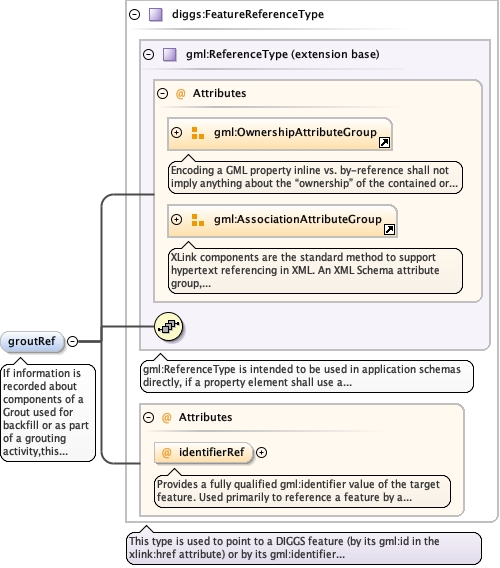 diggs:FeatureReferenceType
gml:ReferenceType (extension base)
@ Attributes
gml:OwnershipAttributeGroup
Encoding a GML property inline vs. by-reference shall not
imply anything about the “ownership” of the contained or...
gml:AssociationAttributeGroup
XLink components are the standard method to support
hypertext referencing in XML. An XML Schema attribute
group,...
groutRef
If information is
recorded about
components of a
Grout used for
backfill or as part
of a grouting
activity,this...
gml:ReferenceType is intended to be used in application schemas
directly, if a property element shall use a...
@ Attributes
@ identifierRef
Provides a fully qualified gml:identifier value of the target
feature. Used primarily to reference a feature by a...
This type is used to point to a DIGGS feature (by its gml:id in the
xlink:href attribute) or by its gml:identifier...